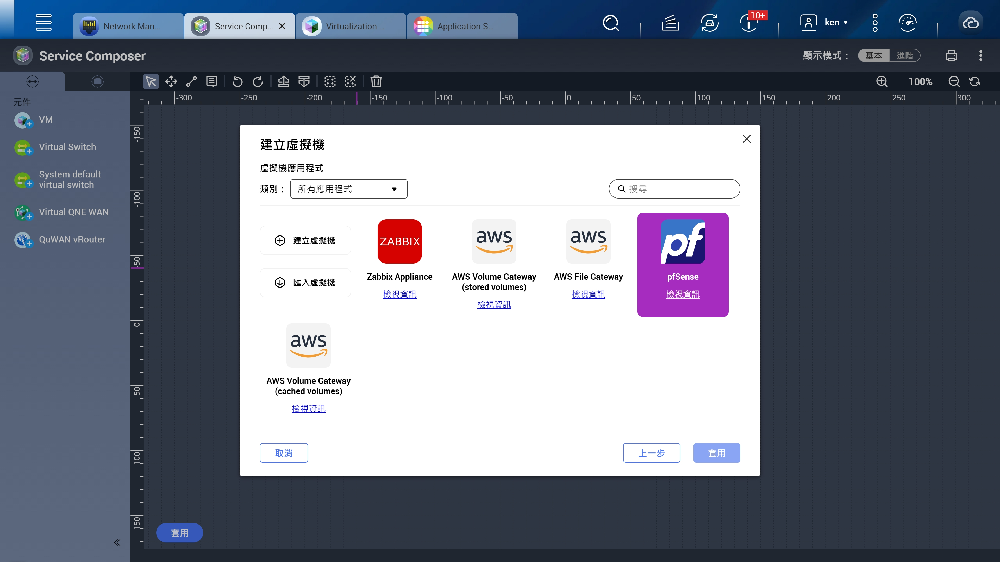 Network Man...
Service Comp...
Virtualization ...
Application S...
10+
ken
Service Composer
顯示模式：
基本
進階
100%
元件
VM
Virtual Switch
System default
virtual switch
Virtual QNE WAN
QuWAN vRouter
-300 -250 -200 -150 -100 -50 0 50 100 150 200 250 300
-150
-100
-50
0
50
100
150
建立虛擬機
虛擬機應用程式
類別：
所有應用程式
搜尋
建立虛擬機
匯入虛擬機
ZABBIX
Zabbix Appliance
檢視資訊
aws
AWS Volume Gateway
(stored volumes)
檢視資訊
aws
AWS File Gateway
檢視資訊
pf
pfSense
檢視資訊
aws
AWS Volume Gateway
(cached volumes)
檢視資訊
取消
上一步
套用
套用